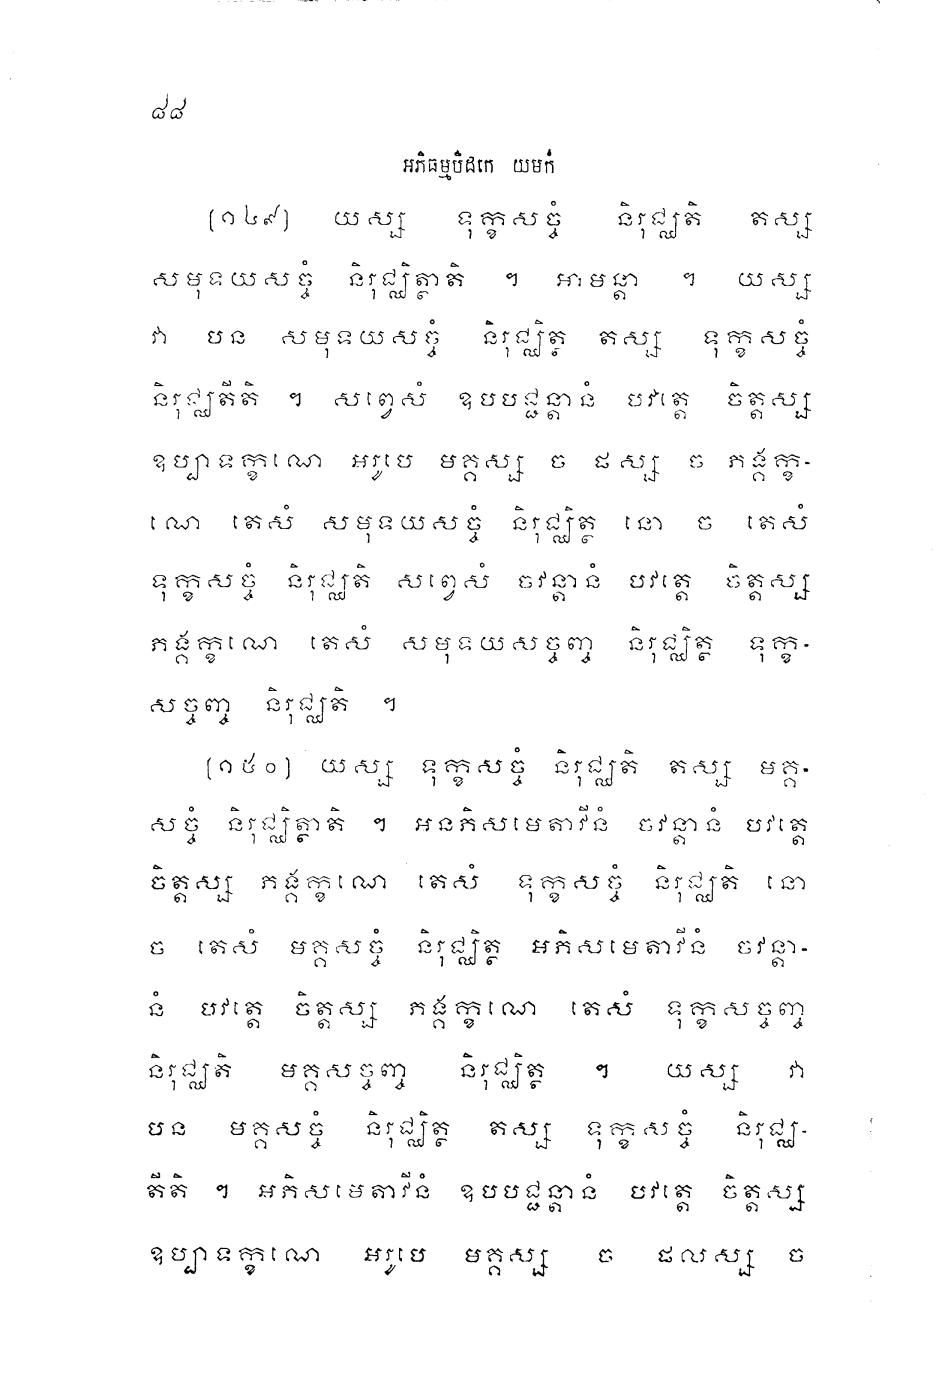 ៨៨
អភិធម្មបិដកេ យមកំ
[១៤៩] យស្ស ទុក្ខសច្ចំ និរុជ្ឈតិ តស្ស
សមុទយសច្ចំ និរុជ្ឈិត្ថាតិ ។ អាមន្តា ។ យស្ស
វា បន សមុទយសច្ចំ និរុជ្ឈិត្ថ តស្ស ទុក្ខសច្ចំ
និរុជ្ឈតីតិ ។ សព្វេសំ ឧបបជ្ជន្តានំ បវត្តេ ចិត្តស្ស
ឧប្បាទក្ខណេ អរូបេ មគ្គស្ស ច ផស្ស ច ភង្គក្ខ-
ណេ តេសំ សមុទយសច្ចំ និរុជ្ឈិត្ថ នោ ច តេសំ
ទុក្ខសច្ចំ និរុជ្ឈតិ សព្វេសំ ចវន្តានំ បវត្តេ ចិត្តស្ស
ភង្គក្ខណេ តេសំ សមុទយសច្ចញ្ច និរុជ្ឈិត្ថ ទុក្ខ-
សច្ចញ្ច និរុជ្ឈតិ ។
[១៥០] យស្ស ទុក្ខសច្ចំ និរុជ្ឈតិ តស្ស មគ្គ-
សច្ចំ និរុជ្ឈិត្ថាតិ ។ អនភិសមេតាវីនំ ចវន្តានំ បវត្តេ
ចិត្តស្ស ភង្គក្ខណេ តេសំ ទុក្ខសច្ចំ និរុជ្ឈតិ នោ
ច តេសំ មគ្គសច្ចំ និរុជ្ឈិត្ថ អភិសមេតាវីនំ ចវន្តា-
នំ បវត្តេ ចិត្តស្ស ភង្គក្ខណេ តេសំ ទុក្ខសច្ចញ្ច
និរុជ្ឈតិ មគ្គសច្ចញ្ច និរុជ្ឈិត្ថ ។ យស្ស វា
បន មគ្គសច្ចំ និរុជ្ឈិត្ថ តស្ស ទុក្ខសច្ចំ និរុជ្ឈ-
តីតិ ។ អភិសមេតាវីនំ ឧបបជ្ជន្តានំ បវត្តេ ចិត្តស្ស
ឧប្បាទក្ខណេ អរូបេ មគ្គស្ស ច ផលស្ស ច